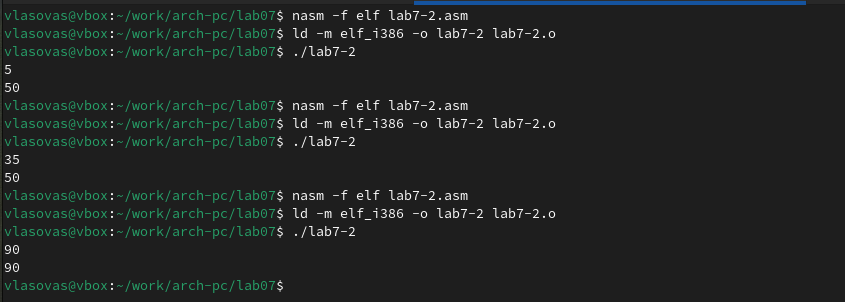 vlasovas@vbox:~/work/arch-pc/lab07$ nasm -f elf lab7-2.asm
vlasovas@vbox:~/work/arch-pc/lab07$ ld -m elf_i386 -o lab7-2 lab7-2.o
vlasovas@vbox:~/work/arch-pc/lab07$ ./lab7-2
5
50
vlasovas@vbox:~/work/arch-pc/lab07$ nasm -f elf lab7-2.asm
vlasovas@vbox:~/work/arch-pc/lab07$ ld -m elf_i386 -o lab7-2 lab7-2.o
vlasovas@vbox:~/work/arch-pc/lab07$ ./lab7-2
35
50
vlasovas@vbox:~/work/arch-pc/lab07$ nasm -f elf lab7-2.asm
vlasovas@vbox:~/work/arch-pc/lab07$ ld -m elf_i386 -o lab7-2 lab7-2.o
vlasovas@vbox:~/work/arch-pc/lab07$ ./lab7-2
90
90
vlasovas@vbox:~/work/arch-pc/lab07$